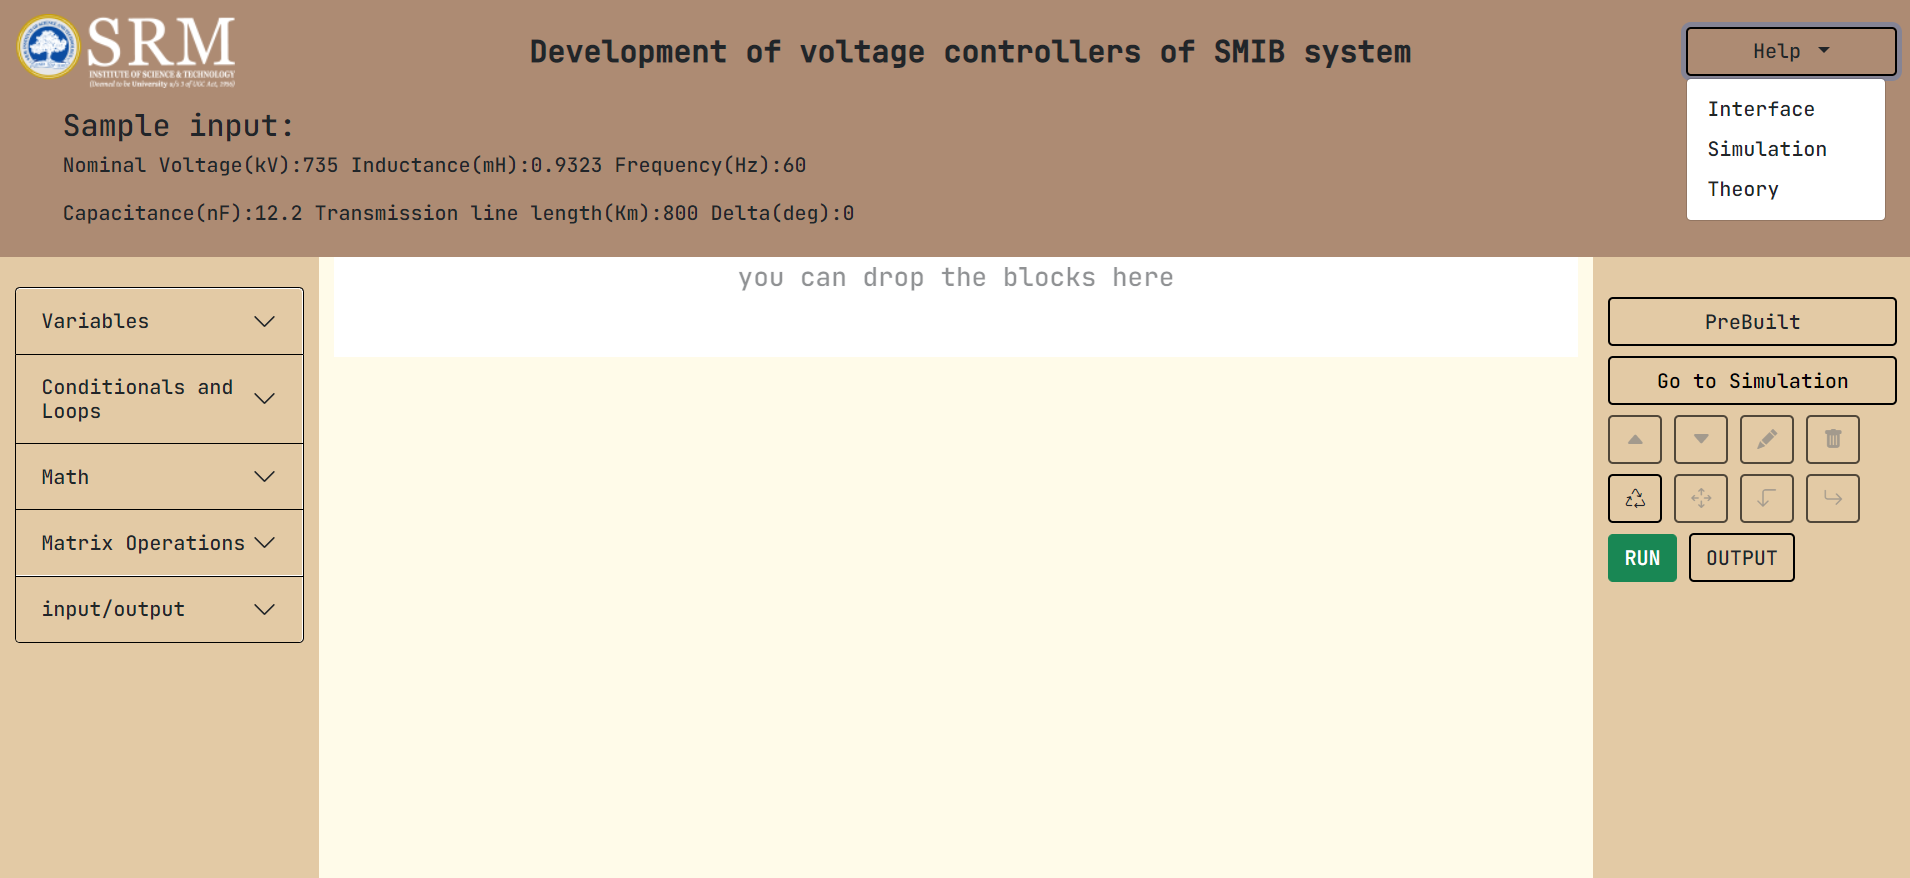 SRM
INSTITUTE OF SCIENCE & TECHNOLOGY
(Deemed to be University u/s 3 of UGC Act, 1956)
Development of voltage controllers of SMIB system
Help
Interface
Simulation
Theory
Sample input:
Nominal Voltage(kV):735 Inductance(mH):0.9323 Frequency(Hz):60
Capacitance(nF):12.2 Transmission line length(Km):800 Delta(deg):0
Variables
Conditionals and
Loops
Math
Matrix Operations
input/output
you can drop the blocks here
PreBuilt
Go to Simulation
RUN
OUTPUT